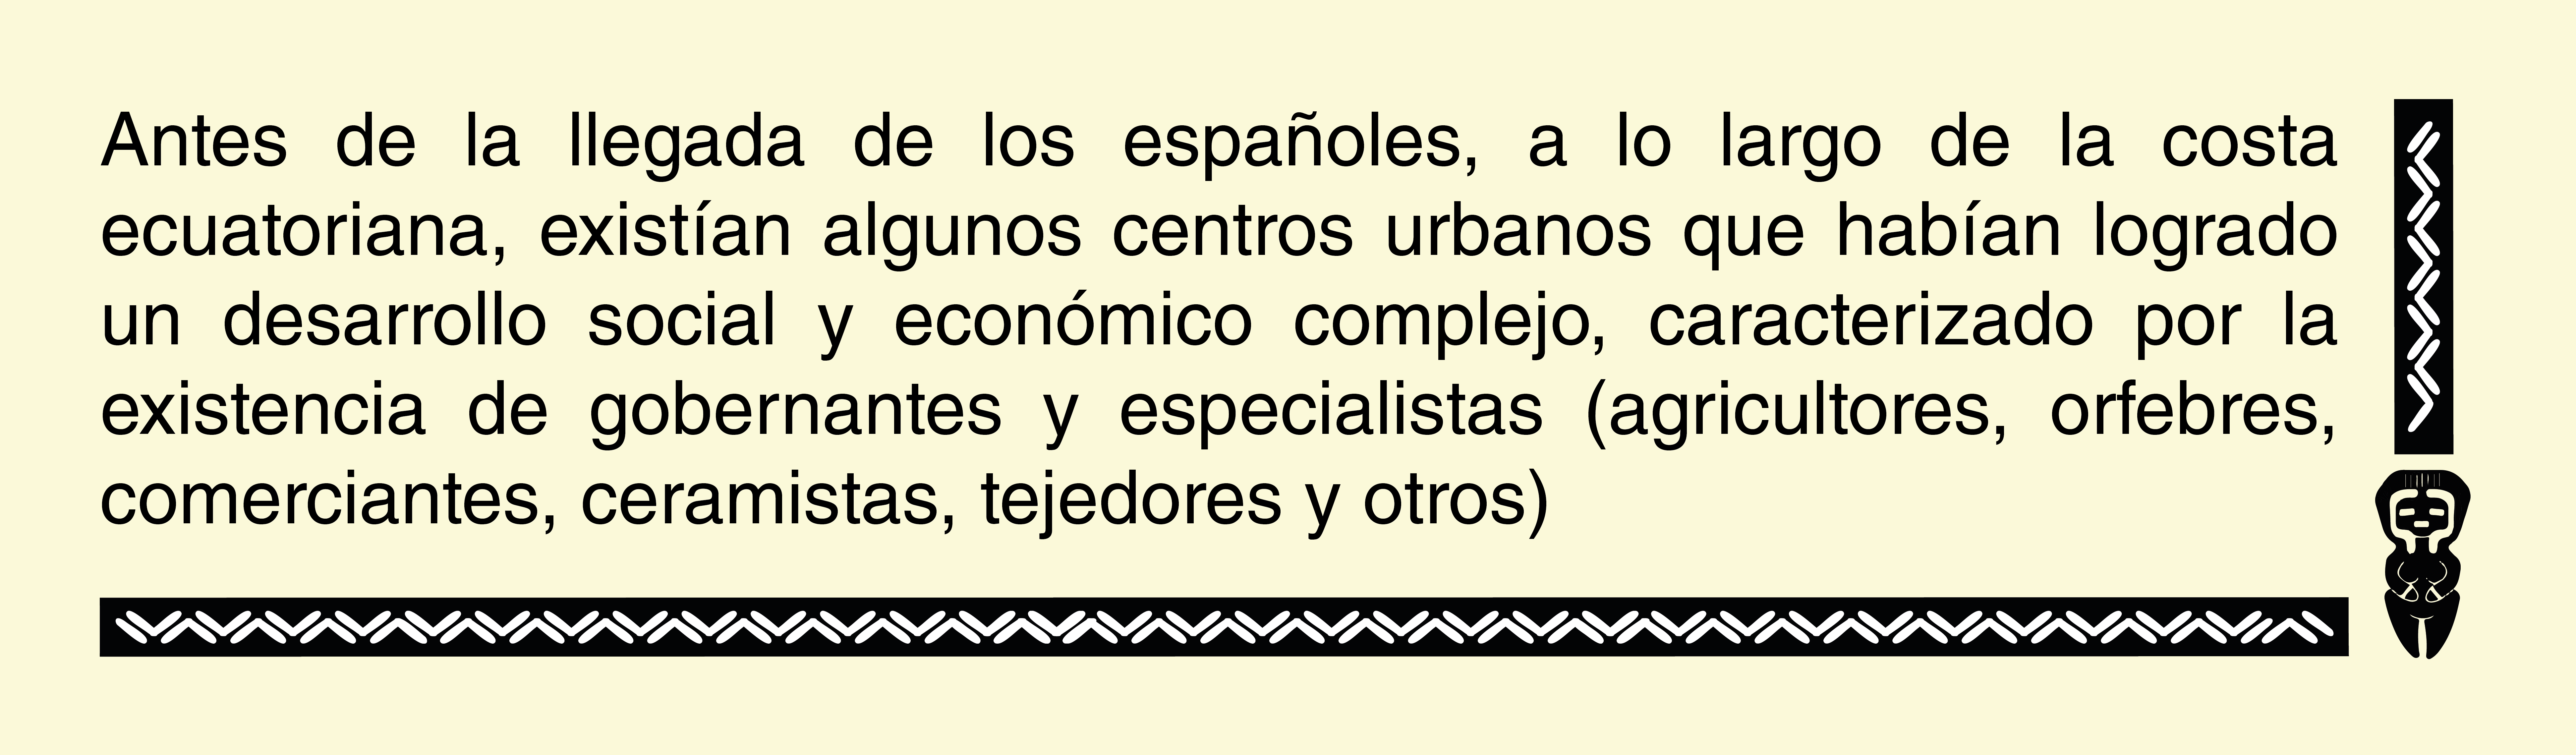 Antes de la llegada de los españoles, a lo largo de la costa
ecuatoriana, existían algunos centros urbanos que habían logrado
un desarrollo social y económico complejo, caracterizado por la
existencia de gobernantes y especialistas (agricultores, orfebres,
comerciantes, ceramistas, tejedores y otros)